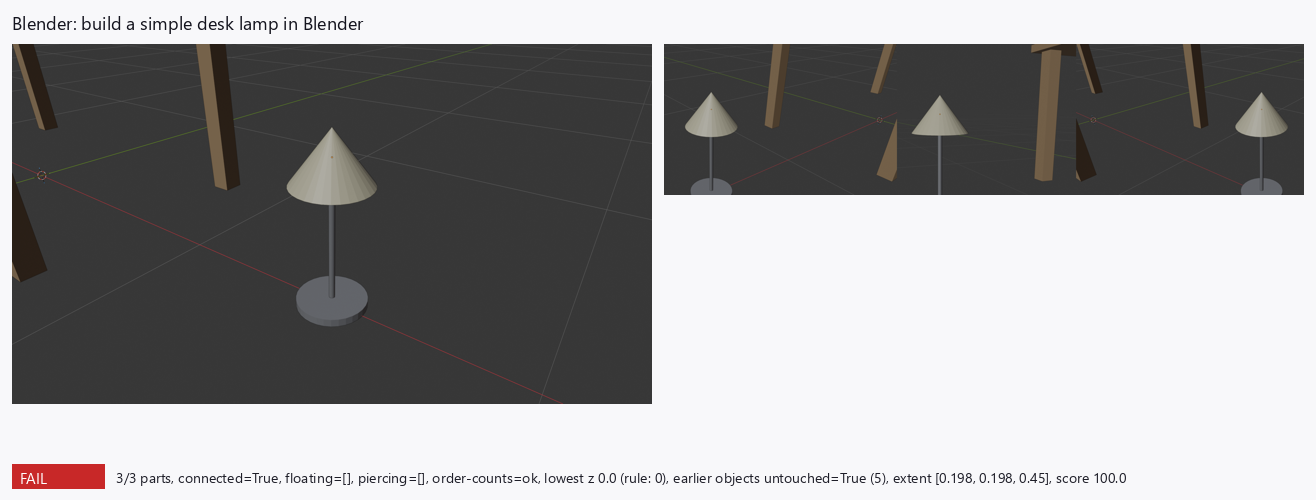 Blender: build a simple desk lamp in Blender
FAIL
3/3 parts, connected=True, floating=[], piercing=[], order-counts=ok, lowest z 0.0 (rule: 0), earlier objects untouched=True (5), extent [0.198, 0.198, 0.45], score 100.0